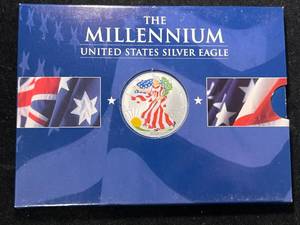 THE
MILLENNIUM
UNITED STATES SILVER EAGLE